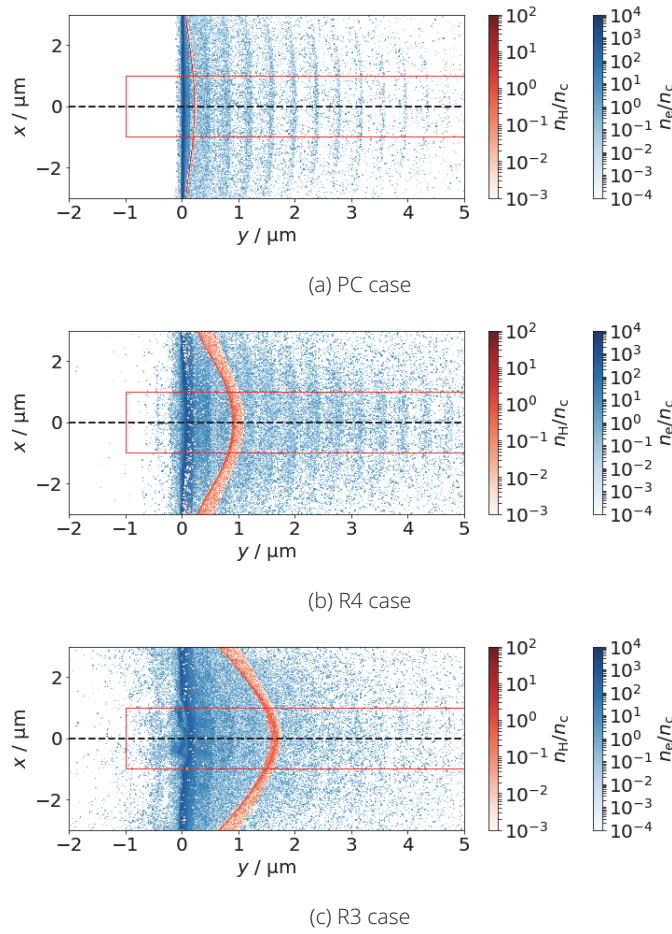 2
0
−2
x / μm
−2 −1 0 1 2 3 4 5
y / μm
10² 10¹ 10⁰ 10⁻¹ 10⁻² 10⁻³
n_H/n_c
10⁴ 10³ 10² 10¹ 10⁰ 10⁻¹ 10⁻² 10⁻³ 10⁻⁴
n_e/n_c
(a) PC case
2
0
−2
x / μm
−2 −1 0 1 2 3 4 5
y / μm
10² 10¹ 10⁰ 10⁻¹ 10⁻² 10⁻³
n_H/n_c
10⁴ 10³ 10² 10¹ 10⁰ 10⁻¹ 10⁻² 10⁻³ 10⁻⁴
n_e/n_c
(b) R4 case
2
0
−2
x / μm
−2 −1 0 1 2 3 4 5
y / μm
10² 10¹ 10⁰ 10⁻¹ 10⁻² 10⁻³
n_H/n_c
10⁴ 10³ 10² 10¹ 10⁰ 10⁻¹ 10⁻² 10⁻³ 10⁻⁴
n_e/n_c
(c) R3 case